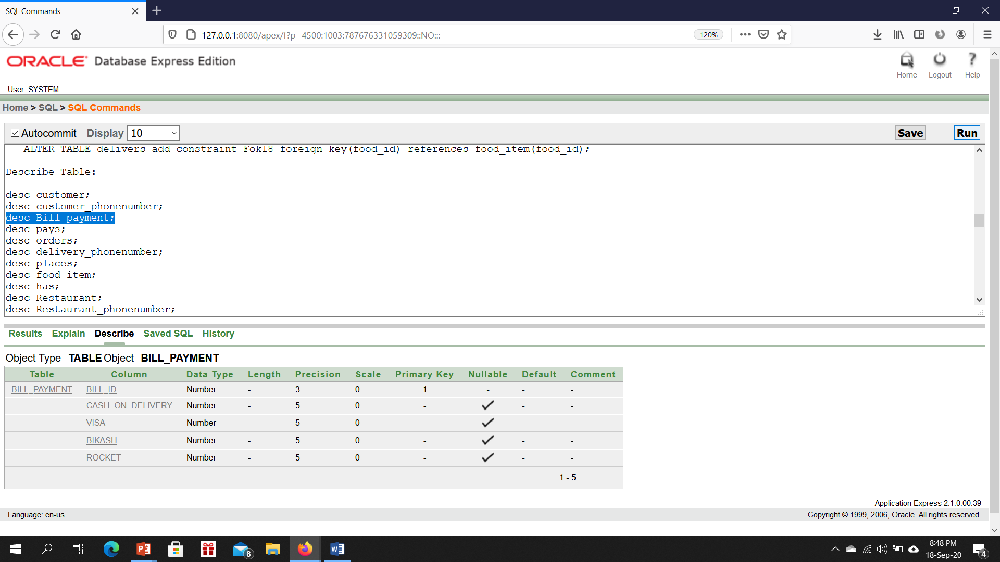 SQL Commands
127.0.0.1:8080/apex/f?p=4500:1003:787676331059309::NO:::
120%
ORACLE Database Express Edition
Home Logout Help
User: SYSTEM
Home > SQL > SQL Commands
Autocommit Display 10 Save Run
ALTER TABLE delivers add constraint Fok18 foreign key(food_id) references food_item(food_id);
Describe Table:
desc customer;
desc customer_phonenumber;
desc Bill_payment;
desc pays;
desc orders;
desc delivery_phonenumber;
desc places;
desc food_item;
desc has;
desc Restaurant;
desc Restaurant_phonenumber;
Results Explain Describe Saved SQL History
Object Type TABLE Object BILL_PAYMENT
Table Column Data Type Length Precision Scale Primary Key Nullable Default Comment
BILL_PAYMENT BILL_ID Number - 3 0 1 - - -
CASH_ON_DELIVERY Number - 5 0 - ✓ - -
VISA Number - 5 0 - ✓ - -
BIKASH Number - 5 0 - ✓ - -
ROCKET Number - 5 0 - ✓ - -
1 - 5
Application Express 2.1.0.00.39
Language: en-us Copyright © 1999, 2006, Oracle. All rights reserved.
8
8:48 PM
18-Sep-20
4